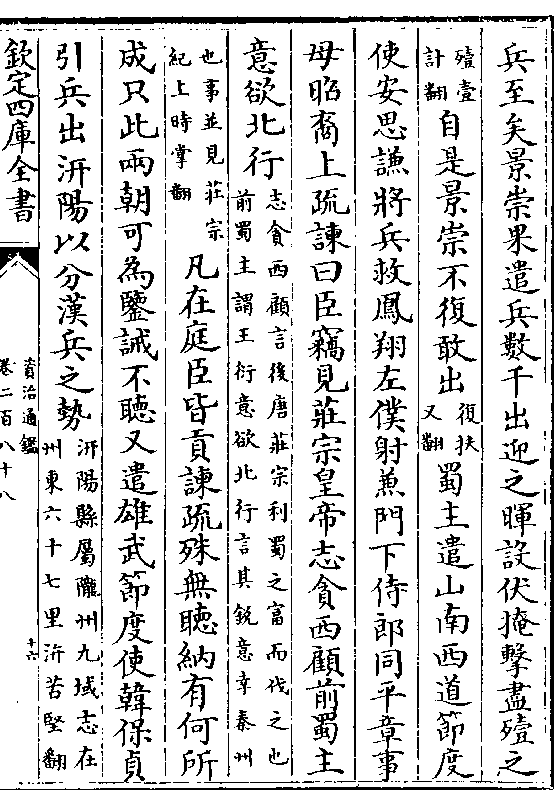 兵至矣景崇果遣兵數千出迎之暉設伏掩擊盡殪之
殪壹
計翻
自是景崇不復敢出
復扶
又翻
蜀主遣山南西道節度
使安思謙將兵救鳳翔左僕射兼門下侍郎同平章事
毋昭裔上疏諫曰臣竊見莊宗皇帝志貪西顧前蜀主
意欲北行
志貪西顧言後唐莊宗利蜀之富而伐之也
前蜀主謂王衍意欲北行言其銳意幸秦州
也事並見莊宗
紀上時掌翻
凡在庭臣皆貢諫疏殊無聽納有何所
成只此兩朝可為鑒誡不聽又遣雄武節度使韓保貞
引兵出汧陽以分漢兵之勢
汧陽縣屬隴州九域志在
州東六十七里汧苦堅翻
欽定四庫全書
資治通鑑
卷二百八十八
十六